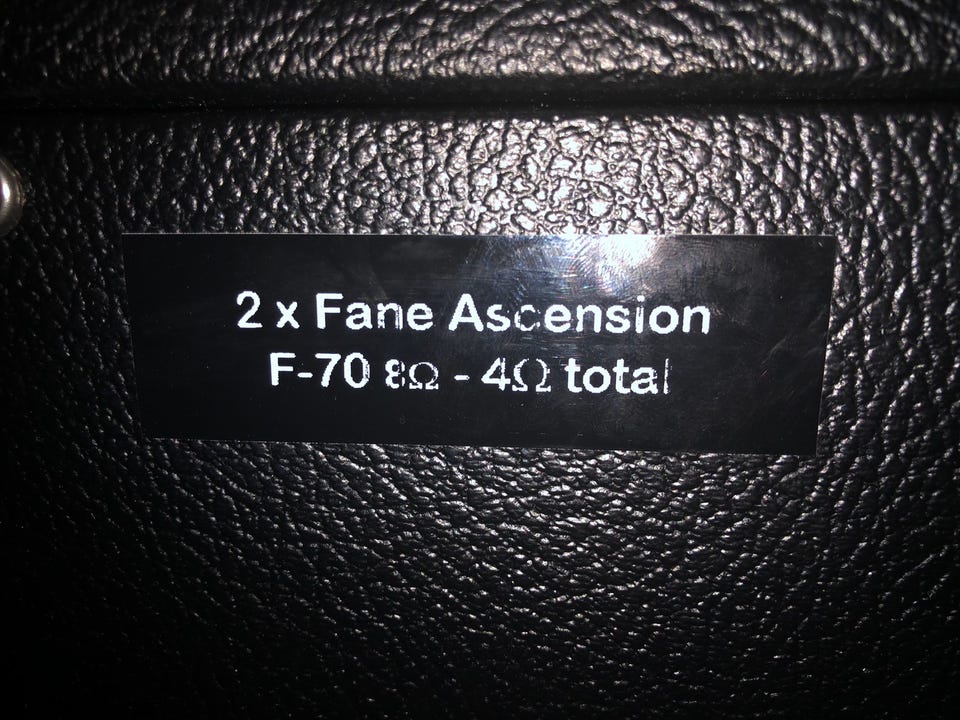 2 x Fane Ascension
F-70 8Ω - 4Ω total